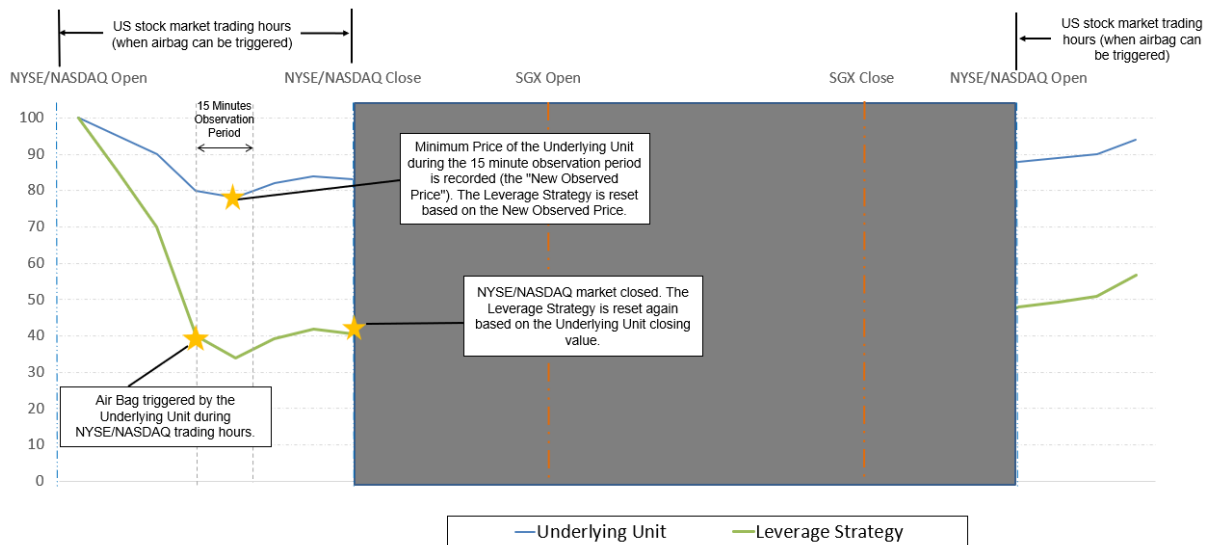 US stock market trading hours
(when airbag can be triggered)
US stock market trading
hours (when airbag can
be triggered)
NYSE/NASDAQ Open
NYSE/NASDAQ Close
SGX Open
SGX Close
NYSE/NASDAQ Open
15 Minutes
Observation
Period
100
90
80
70
60
50
40
30
20
10
0
Minimum Price of the Underlying Unit
during the 15 minute observation period
is recorded (the "New Observed
Price"). The Leverage Strategy is reset
based on the New Observed Price.
NYSE/NASDAQ market closed. The
Leverage Strategy is reset again
based on the Underlying Unit closing
value.
Air Bag triggered by the
Underlying Unit during
NYSE/NASDAQ trading hours.
Underlying Unit
Leverage Strategy